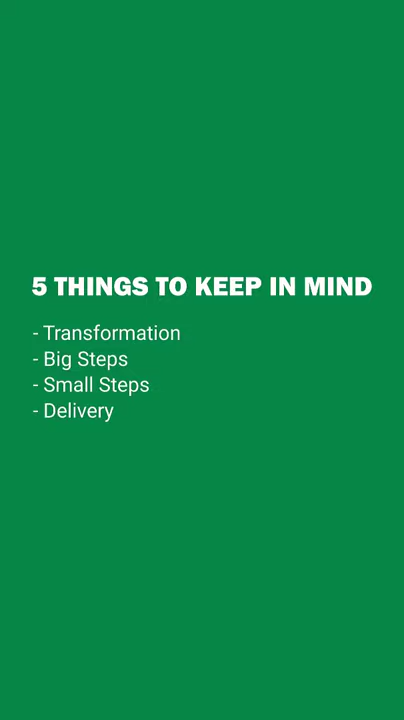 5 THINGS TO KEEP IN MIND
- Transformation
- Big Steps
- Small Steps
- Delivery